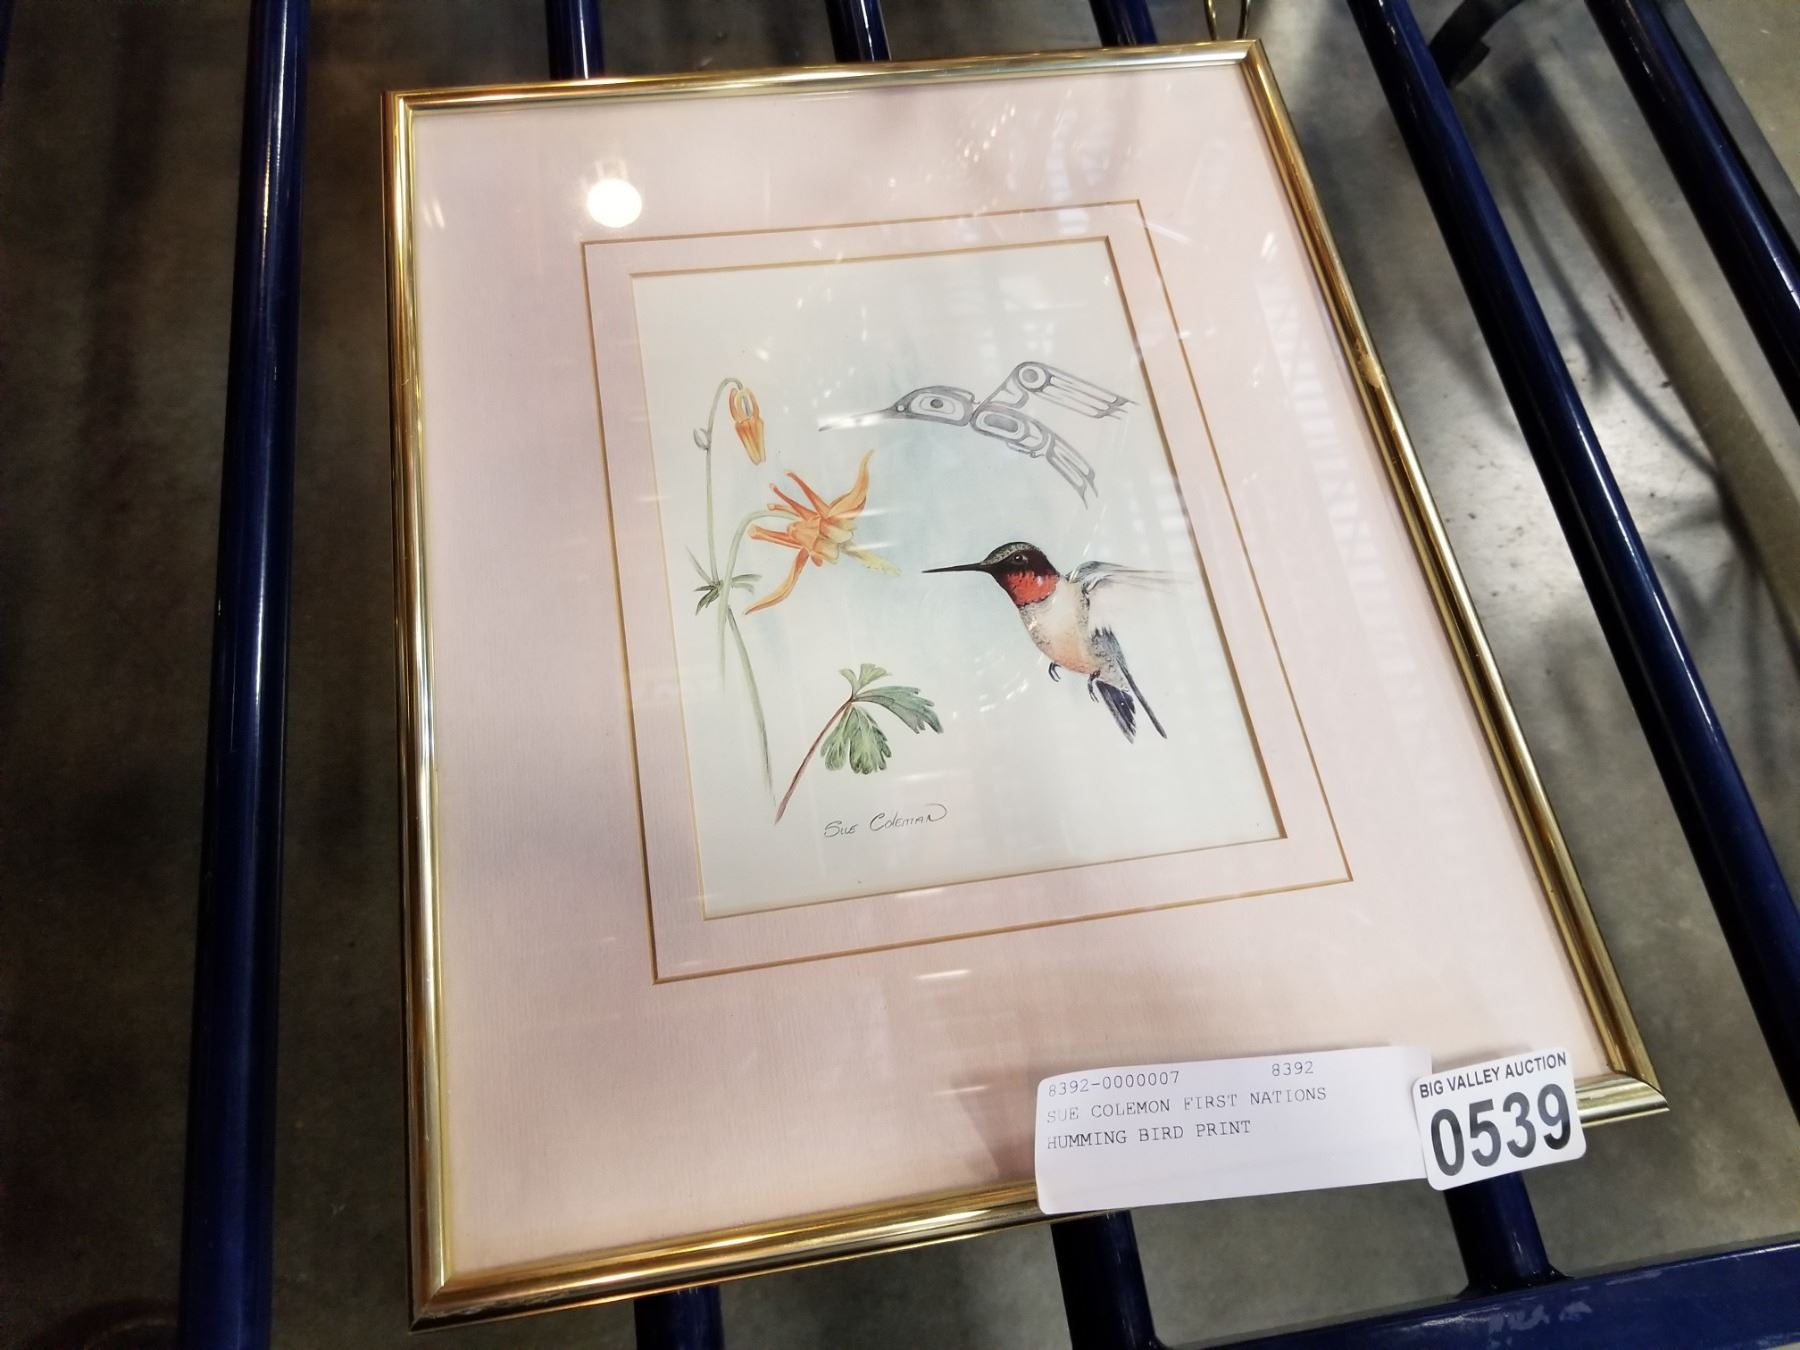 Sue Coleman
8392-0000007 8392
SUE COLEMON FIRST NATIONS
HUMMING BIRD PRINT
BIG VALLEY AUCTION
0539